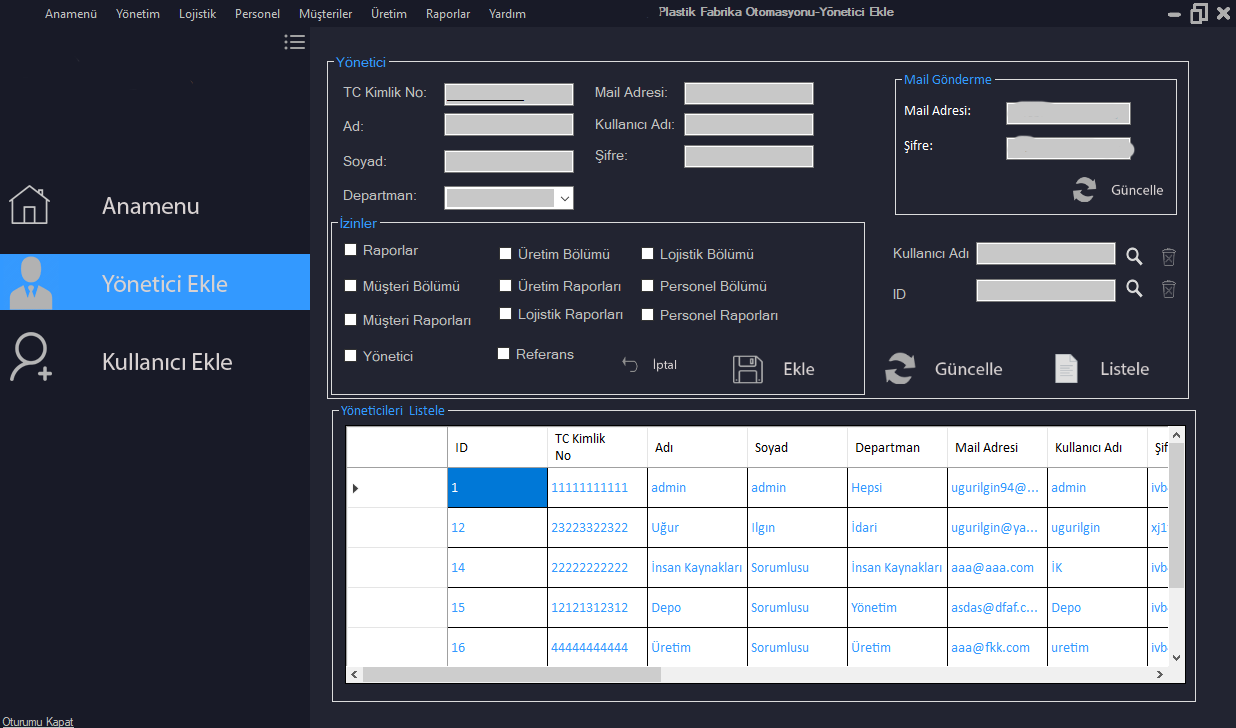 Anamenü Yönetim Lojistik Personel Müşteriler Üretim Raporlar Yardım
Plastik Fabrika Otomasyonu-Yönetici Ekle
Anamenu
Yönetici Ekle
Kullanıcı Ekle
Oturumu Kapat
Yönetici
TC Kimlik No:
Ad:
Soyad:
Departman:
Mail Adresi:
Kullanıcı Adı:
Şifre:
Mail Gönderme
Mail Adresi:
Şifre:
Güncelle
İzinler
Raporlar Üretim Bölümü Lojistik Bölümü
Müşteri Bölümü Üretim Raporları Personel Bölümü
Müşteri Raporları Lojistik Raporları Personel Raporları
Yönetici Referans
Iptal
Ekle
Kullanıcı Adı
ID
Güncelle
Listele
Yöneticileri Listele
ID TC Kimlik No Adı Soyad Departman Mail Adresi Kullanıcı Adı Şif
1 11111111111 admin admin Hepsi ugurilgin94@... admin ivb
12 23223322322 Uğur Ilgın İdari ugurilgin@ya... ugurilgin xj1
14 22222222222 İnsan Kaynakları Sorumlusu İnsan Kaynakları aaa@aaa.com İK ivb
15 12121312312 Depo Sorumlusu Yönetim asdas@dfaf.c... Depo ivb
16 44444444444 Üretim Sorumlusu Üretim aaa@fkk.com uretim ivb